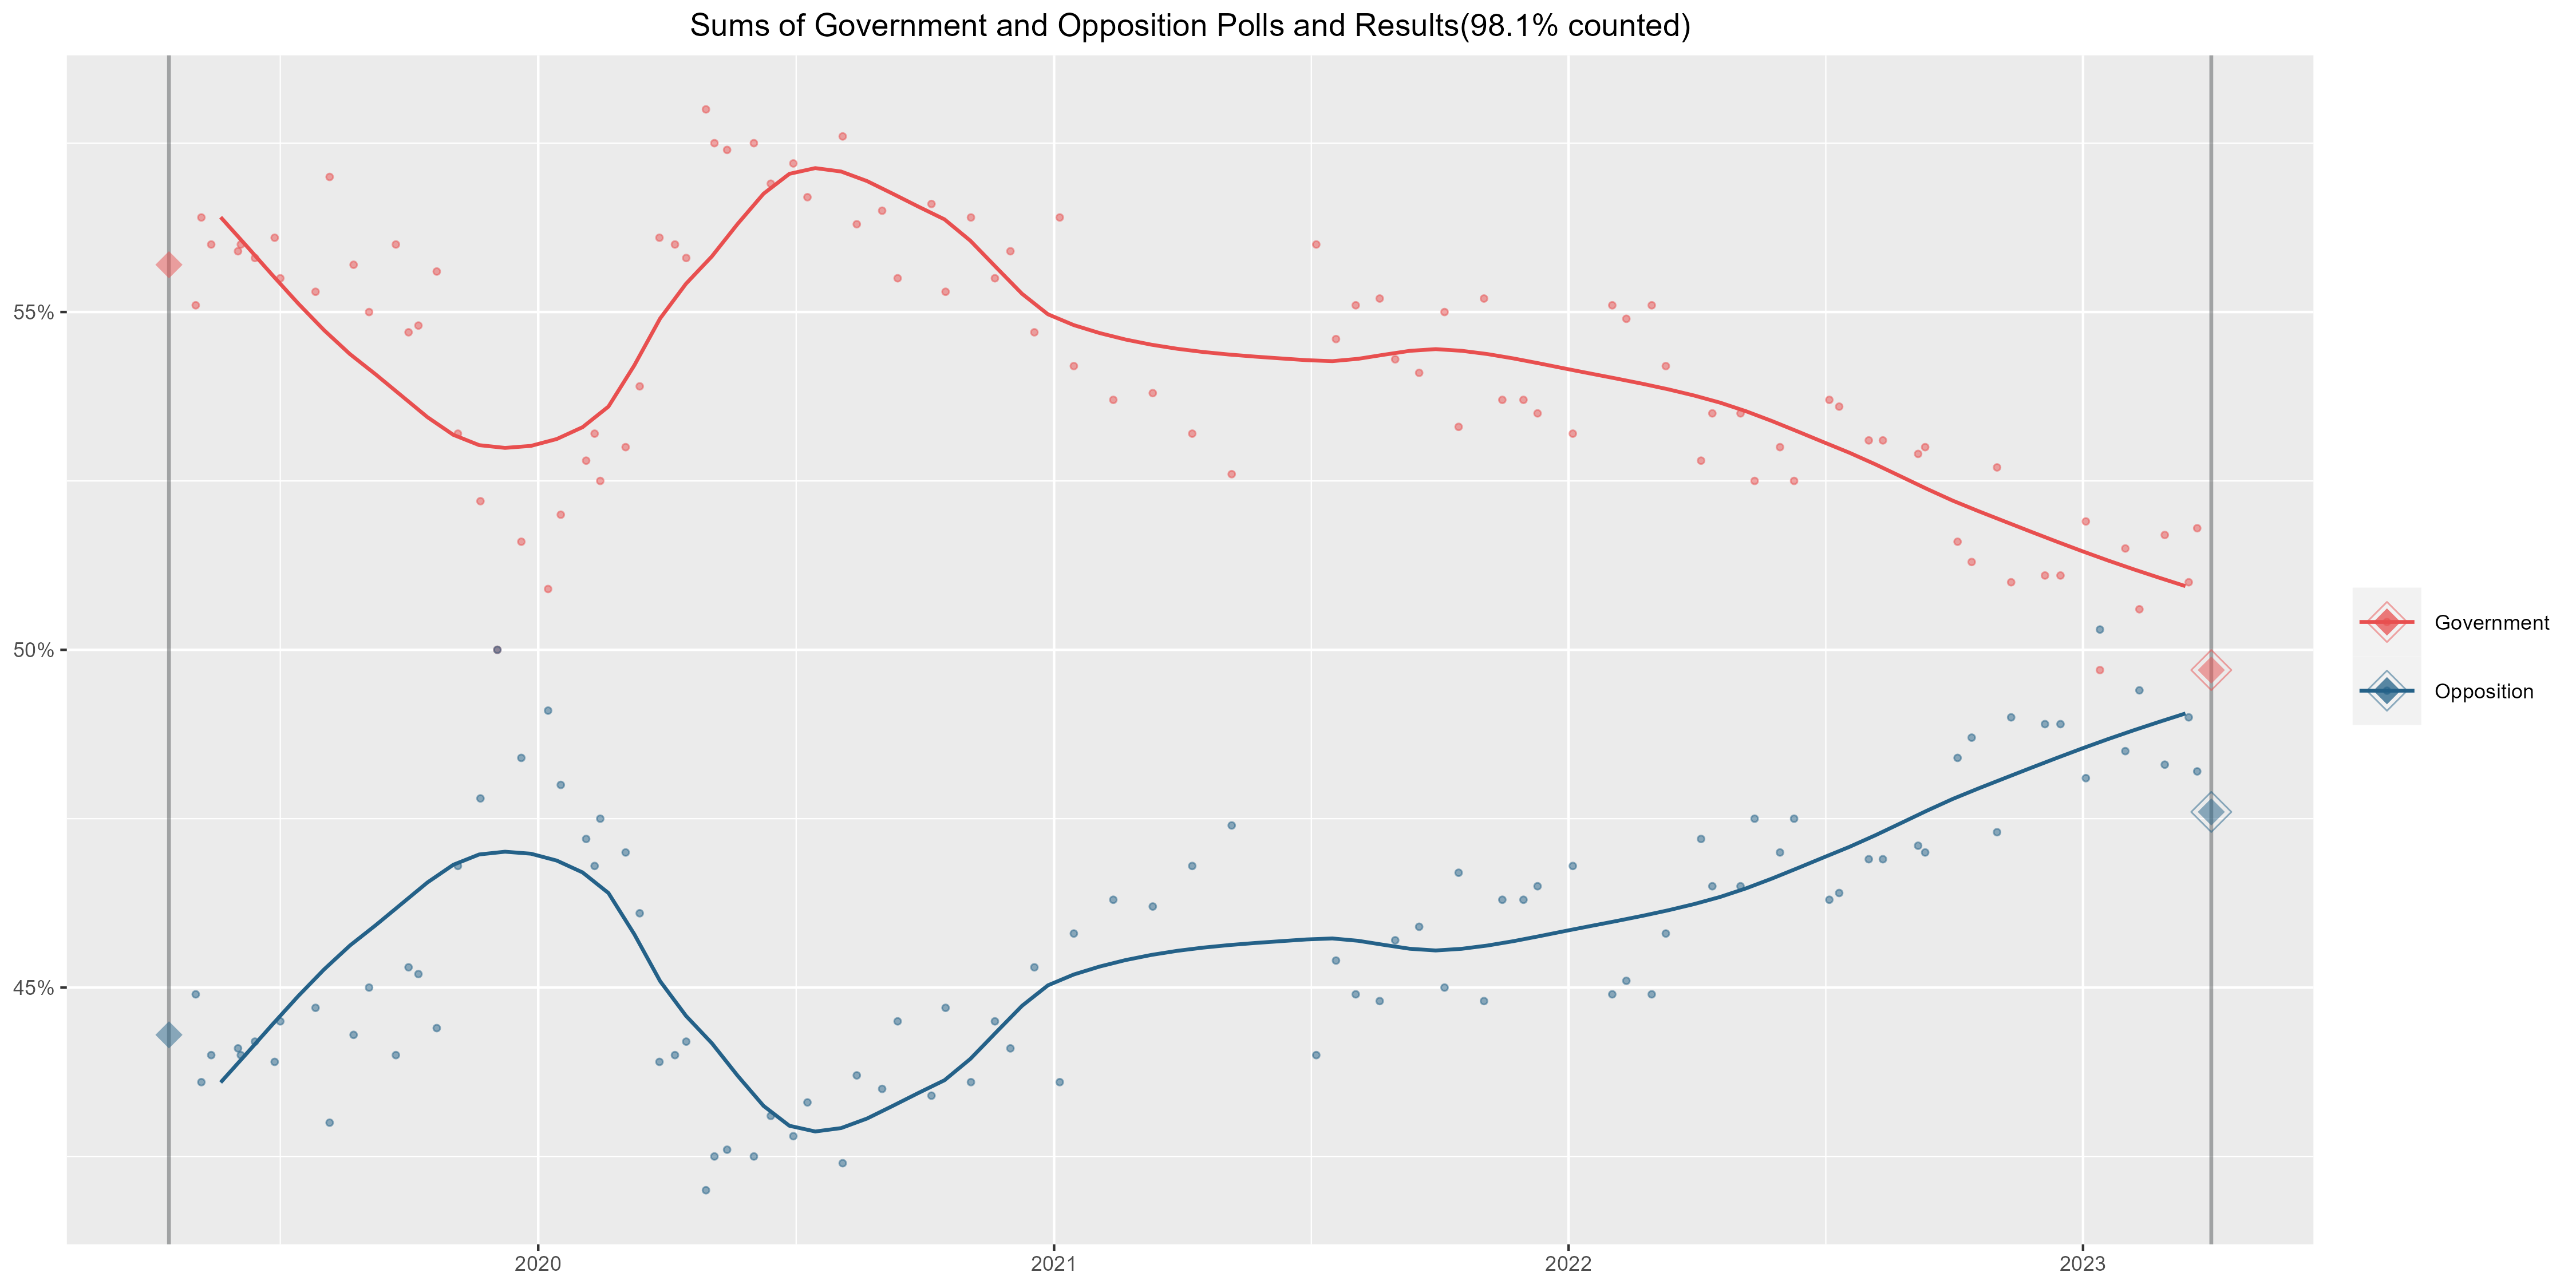 Sums of Government and Opposition Polls and Results(98.1% counted)
55%
50%
45%
2020
2021
2022
2023
Government
Opposition